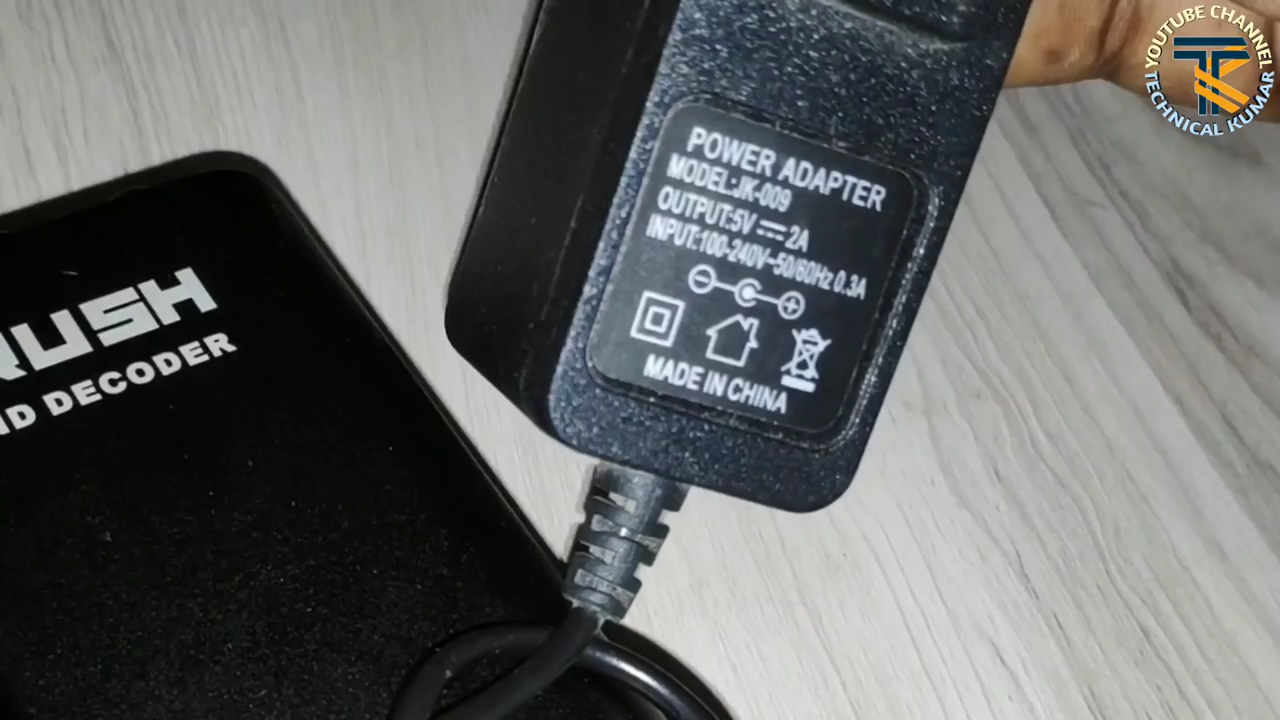 POWER ADAPTER
MODEL:JK-009
OUTPUT:5V ⎓ 2A
INPUT:100-240V~50/60Hz 0.3A
MADE IN CHINA
RUSH
DECODER
YOUTUBE CHANNEL
TECHNICAL KUMAR